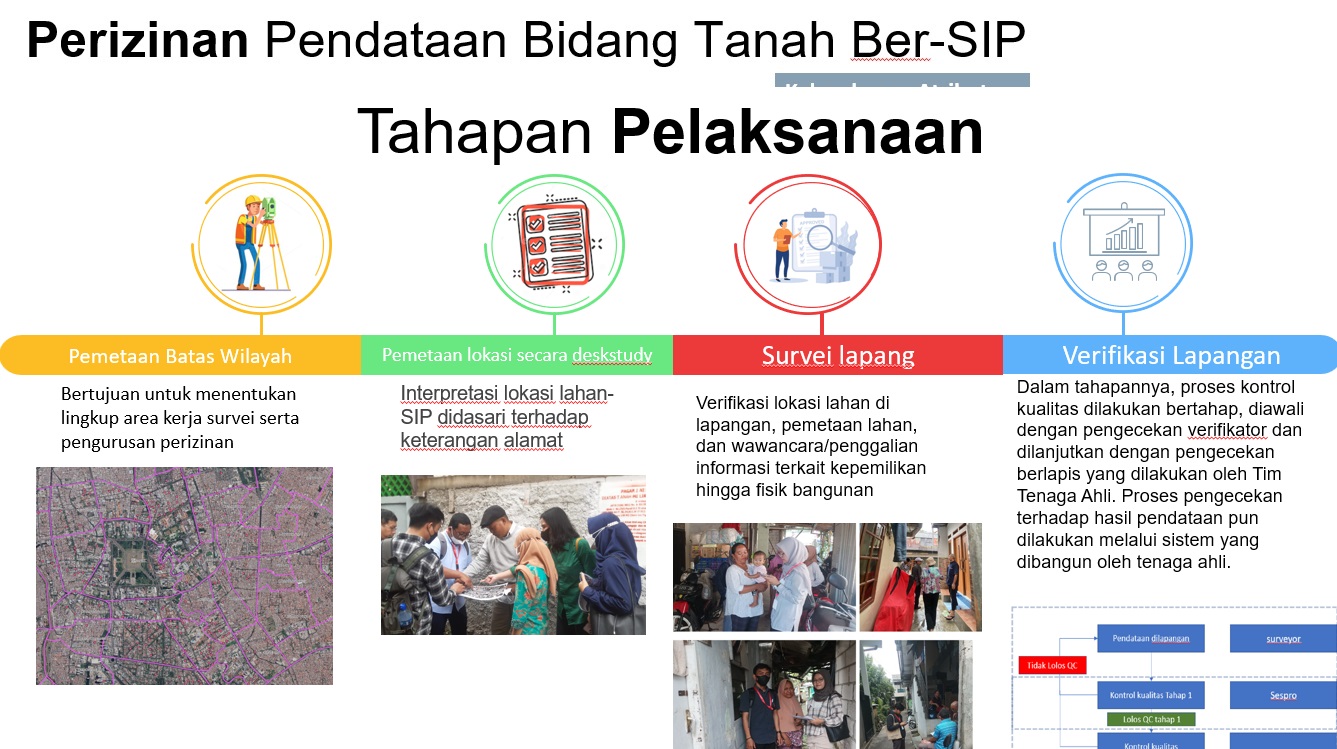 Perizinan Pendataan Bidang Tanah Ber-SIP
Tahapan Pelaksanaan
Pemetaan Batas Wilayah
Bertujuan untuk menentukan
lingkup area kerja survei serta
pengurusan perizinan
Pemetaan lokasi secara deskstudy
Interpretasi lokasi lahan-
SIP didasari terhadap
keterangan alamat
Survei lapang
Verifikasi lokasi lahan di
lapangan, pemetaan lahan,
dan wawancara/penggalian
informasi terkait kepemilikan
hingga fisik bangunan
Verifikasi Lapangan
Dalam tahapannya, proses kontrol
kualitas dilakukan bertahap, diawali
dengan pengecekan verifikator dan
dilanjutkan dengan pengecekan
berlapis yang dilakukan oleh Tim
Tenaga Ahli. Proses pengecekan
terhadap hasil pendataan pun
dilakukan melalui sistem yang
dibangun oleh tenaga ahli.
Pendataan dilapangan
surveyor
Tidak Lolos QC
Kontrol kualitas Tahap 1
Sespro
Lolos QC tahap 1
Kontrol kualitas